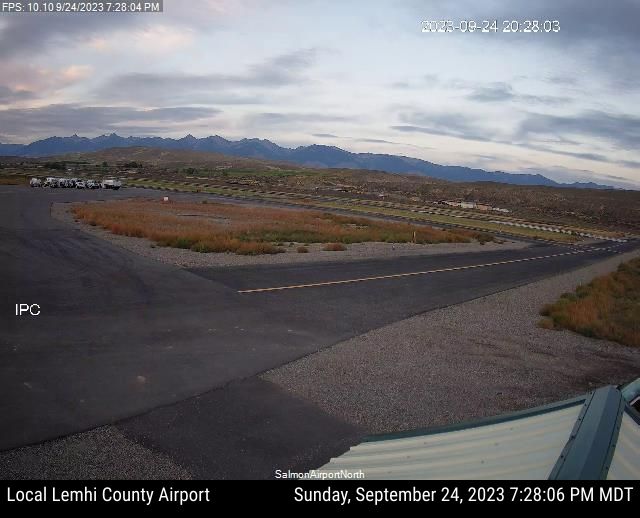 FPS: 10.10 9/24/2023 7:28:04 PM
2023-09-24 20:28:03
IPC
SalmonAirportNorth
Local Lemhi County Airport
Sunday, September 24, 2023 7:28:06 PM MDT